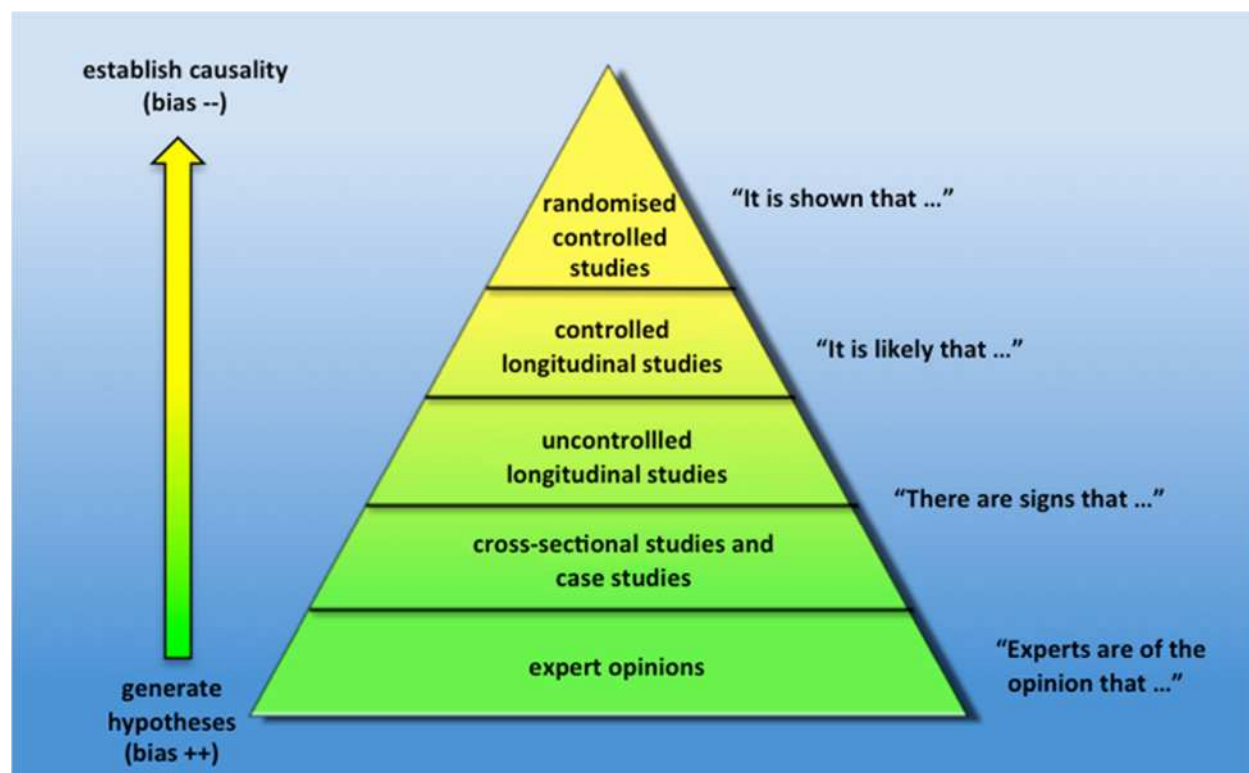 establish causality
(bias --)
randomised
controlled
studies
“It is shown that ...”
controlled
longitudinal studies
“It is likely that ...”
uncontrollled
longitudinal studies
“There are signs that ...”
cross-sectional studies and
case studies
expert opinions
“Experts are of the
opinion that ...”
generate
hypotheses
(bias ++)